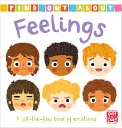 FIND OUT ABOUT
Feelings
A lift-the-flap book of emotions